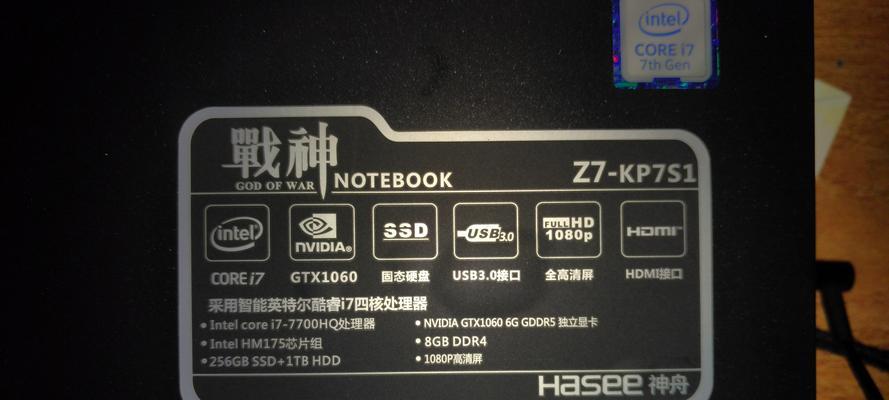 intel
CORE i7
7th Gen
戰神
GOD OF WAR
NOTEBOOK
Z7-KP7S1
intel
NVIDIA®
SSD
USB3.0
FULL HD
1080p
HDMI
CORE i7
GTX1060
固态硬盘
USB3.0接口
全高清屏
HDMI接口
采用智能英特尔酷睿i7四核处理器
•Intel core i7-7700HQ处理器
•NVIDIA GTX1060 6G GDDR5 独立显卡
•Intel HM175芯片组
•8GB DDR4
•256GB SSD+1TB HDD
•1080P高清屏
Hasee 神舟